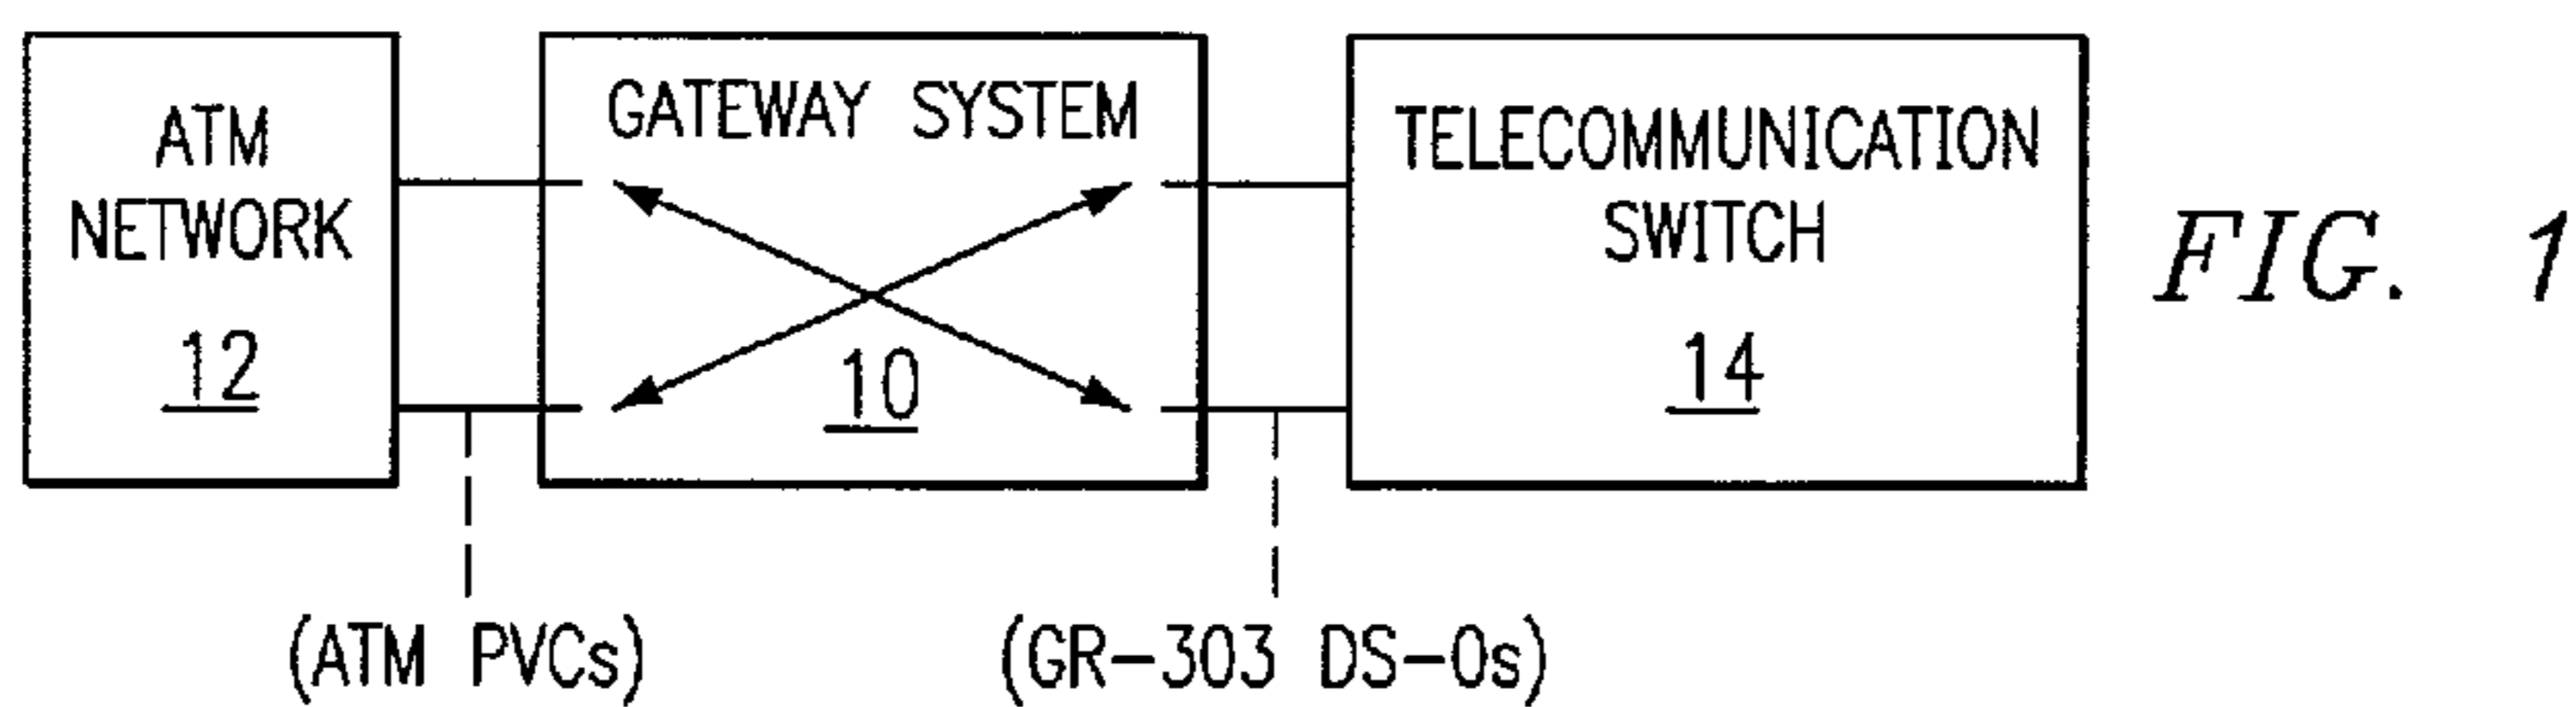 ATM
NETWORK
12
GATEWAY SYSTEM
10
TELECOMMUNICATION
SWITCH
14
FIG. 1
(ATM PVCs)
(GR-303 DS-0s)